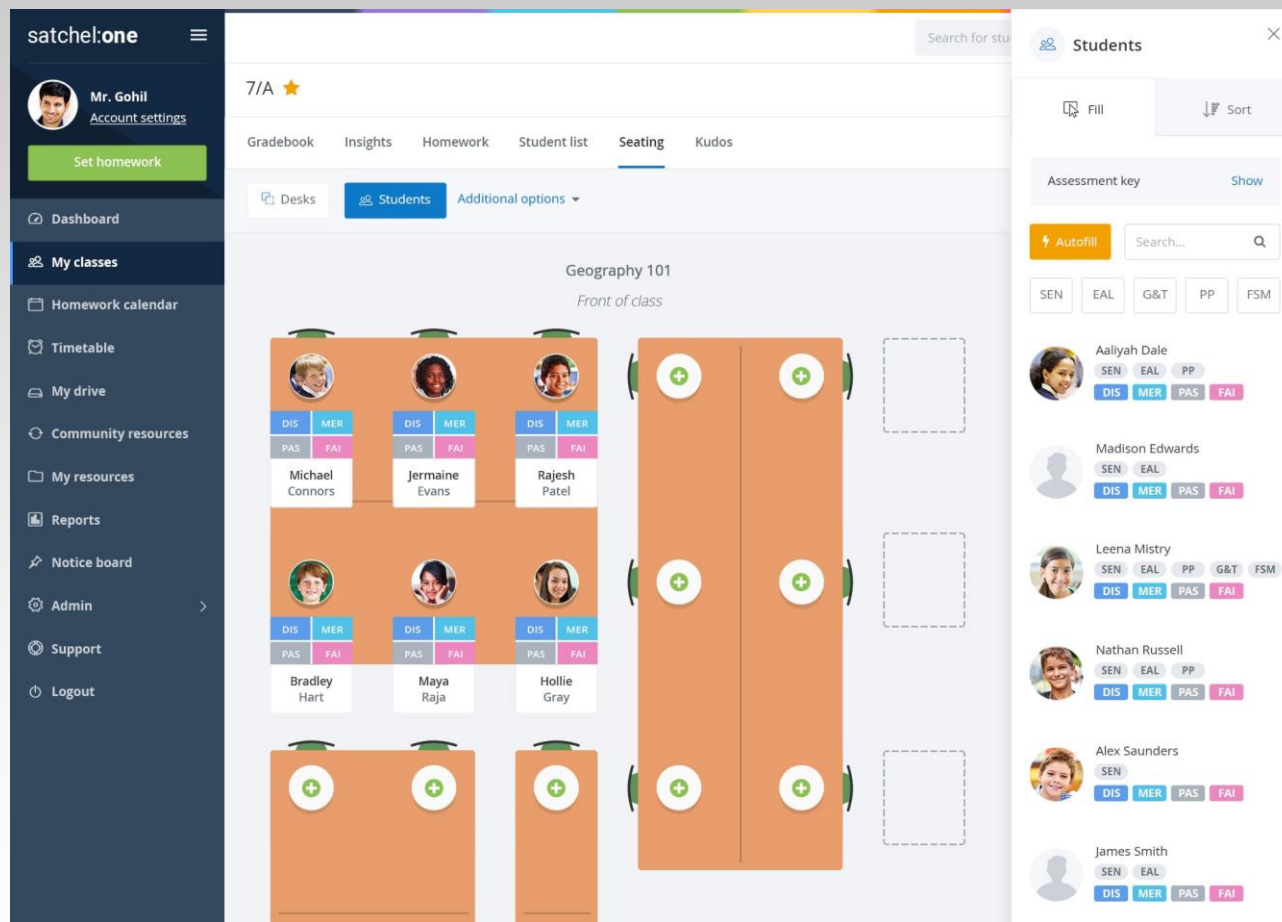 satchel:one
Mr. Gohil
Account settings
Set homework
Dashboard
My classes
Homework calendar
Timetable
My drive
Community resources
My resources
Reports
Notice board
Admin
Support
Logout
Search for stu
7/A
Gradebook Insights Homework Student list Seating Kudos
Desks Students Additional options
Geography 101
Front of class
DIS MER DIS MER DIS MER
PAS FAI PAS FAI PAS FAI
Michael Jermaine Rajesh
Connors Evans Patel
DIS MER DIS MER DIS MER
PAS FAI PAS FAI PAS FAI
Bradley Maya Hollie
Hart Raja Gray
Students
Fill Sort
Assessment key Show
Autofill Search...
SEN EAL G&T PP FSM
Aaliyah Dale
SEN EAL PP
DIS MER PAS FAI
Madison Edwards
SEN EAL
DIS MER PAS FAI
Leena Mistry
SEN EAL PP G&T FSM
DIS MER PAS FAI
Nathan Russell
SEN EAL PP
DIS MER PAS FAI
Alex Saunders
SEN
DIS MER PAS FAI
James Smith
SEN EAL
DIS MER PAS FAI